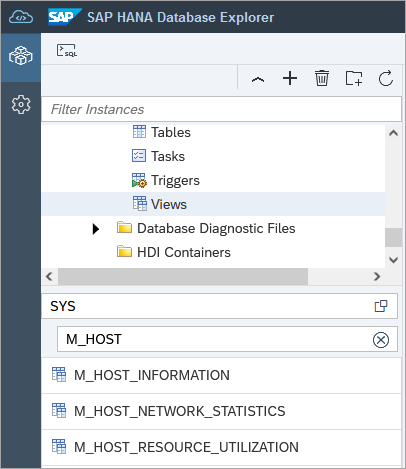 SAP SAP HANA Database Explorer
SQL
Filter Instances
Tables
Tasks
Triggers
Views
Database Diagnostic Files
HDI Containers
SYS
M_HOST
M_HOST_INFORMATION
M_HOST_NETWORK_STATISTICS
M_HOST_RESOURCE_UTILIZATION